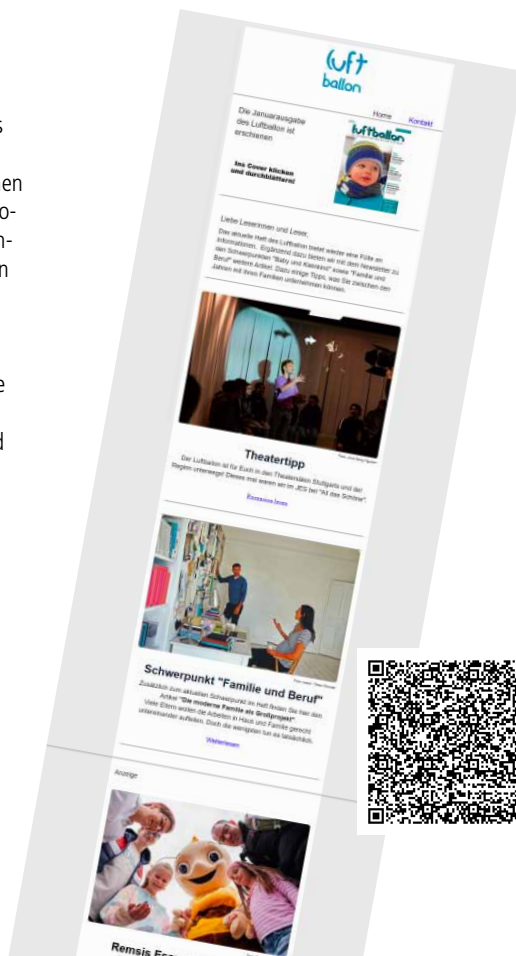 s
nen
o-
n-
n
e
d
luft
ballon
Home Kontakt
Die Januarausgabe
des Luftballon ist
erschienen
Ins Cover klicken
und durchblättern!
luftballon
Liebe Leserinnen und Leser,
Das aktuelle Heft des Luftballon bietet wieder eine Fülle an
Informationen. Ergänzend dazu bieten wir mit dem Newsletter zu
den Schwerpunkten "Baby und Kleinkind" sowie "Familie und
Beruf" weitere Artikel. Dazu einige Tipps, was Sie zwischen den
Jahren mit Ihren Familien unternehmen können.
Theatertipp
Der Luftballon ist für Euch in den Theatersälen Stuttgarts und der
Region unterwegs! Dieses mal waren wir im JES bei "All das Schöne".
Schwerpunkt "Familie und Beruf"
Zusätzlich zum aktuellen Schwerpunkt im Heft finden Sie hier den
Artikel "Die moderne Familie als Großprojekt".
Viele Eltern wollen die Arbeiten in Haus und Familie gerecht
untereinander aufteilen. Doch die wenigsten tun es tatsächlich.
Weiterlesen
Anzeige
Remsis